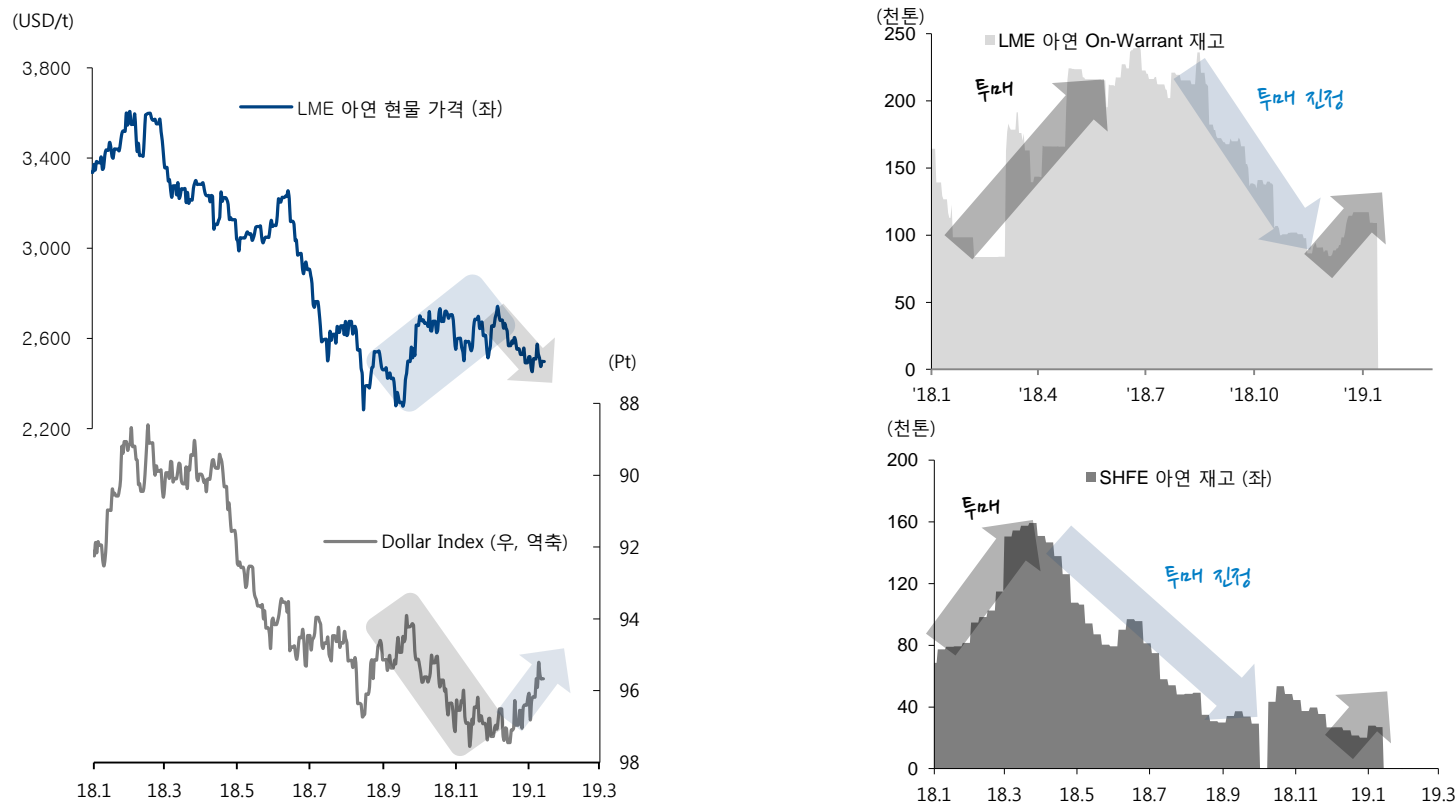 (USD/t)
3,800
3,400
3,000
2,600
2,200
LME 아연 현물 가격 (좌)
(Pt)
88
90
92
94
96
98
Dollar Index (우, 역축)
18.1 18.3 18.5 18.7 18.9 18.11 19.1 19.3
(천톤)
250
200
150
100
50
0
LME 아연 On-Warrant 재고
투매
투매 진정
'18.1 '18.4 '18.7 '18.10 '19.1
(천톤)
200
160
120
80
40
0
SHFE 아연 재고 (좌)
투매
투매 진정
18.1 18.3 18.5 18.7 18.9 18.11 19.1 19.3